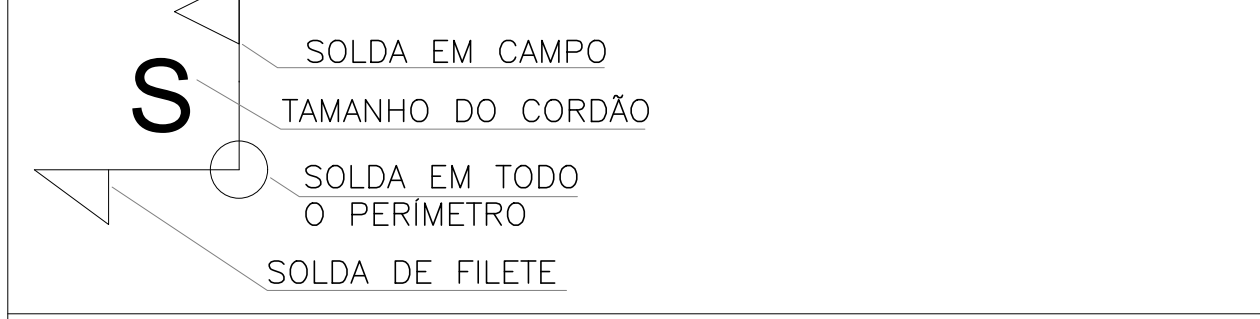 SOLDA EM CAMPO
S
TAMANHO DO CORDÃO
SOLDA EM TODO
O PERÍMETRO
SOLDA DE FILETE